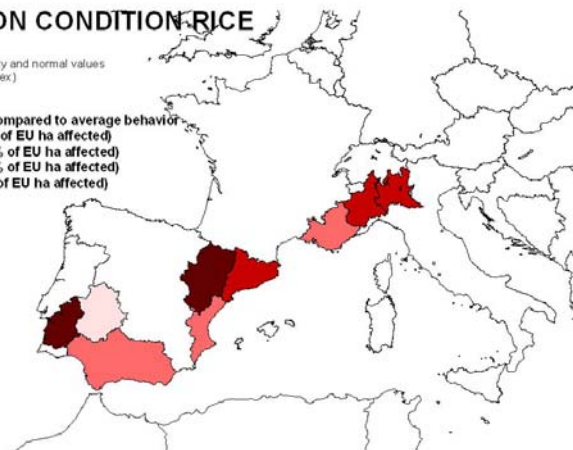 ON CONDITION RICE
y and normal values
ex)
ompared to average behavior
of EU ha affected)
% of EU ha affected)
% of EU ha affected)
of EU ha affected)